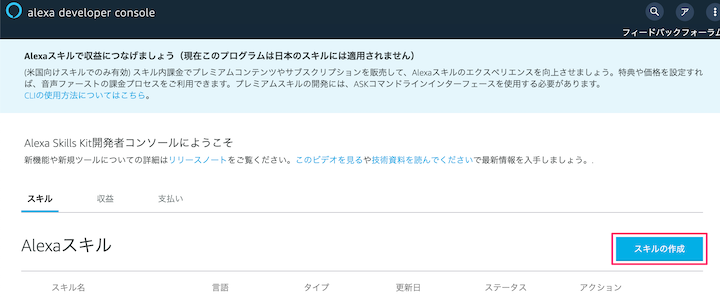 alexa developer console
ア
フィードバックフォーラム
Alexaスキルで収益につなげましょう（現在このプログラムは日本のスキルには適用されません）
(米国向けスキルでのみ有効) スキル内課金でプレミアムコンテンツやサブスクリプションを販売して、Alexaスキルのエクスペリエンスを向上させましょう。特典や価格を設定すれ
ば、音声ファーストの課金プロセスをご利用できます。プレミアムスキルの開発には、ASKコマンドラインインターフェースを使用する必要があります。
CLIの使用方法についてはこちら。
Alexa Skills Kit開発者コンソールにようこそ
新機能や新規ツールについての詳細はリリースノートをご覧ください。このビデオを見るや技術資料を読んでくださいで最新情報を入手しましょう。.
スキル 収益 支払い
Alexaスキル スキルの作成
スキル名 言語 タイプ 更新日 ステータス アクション